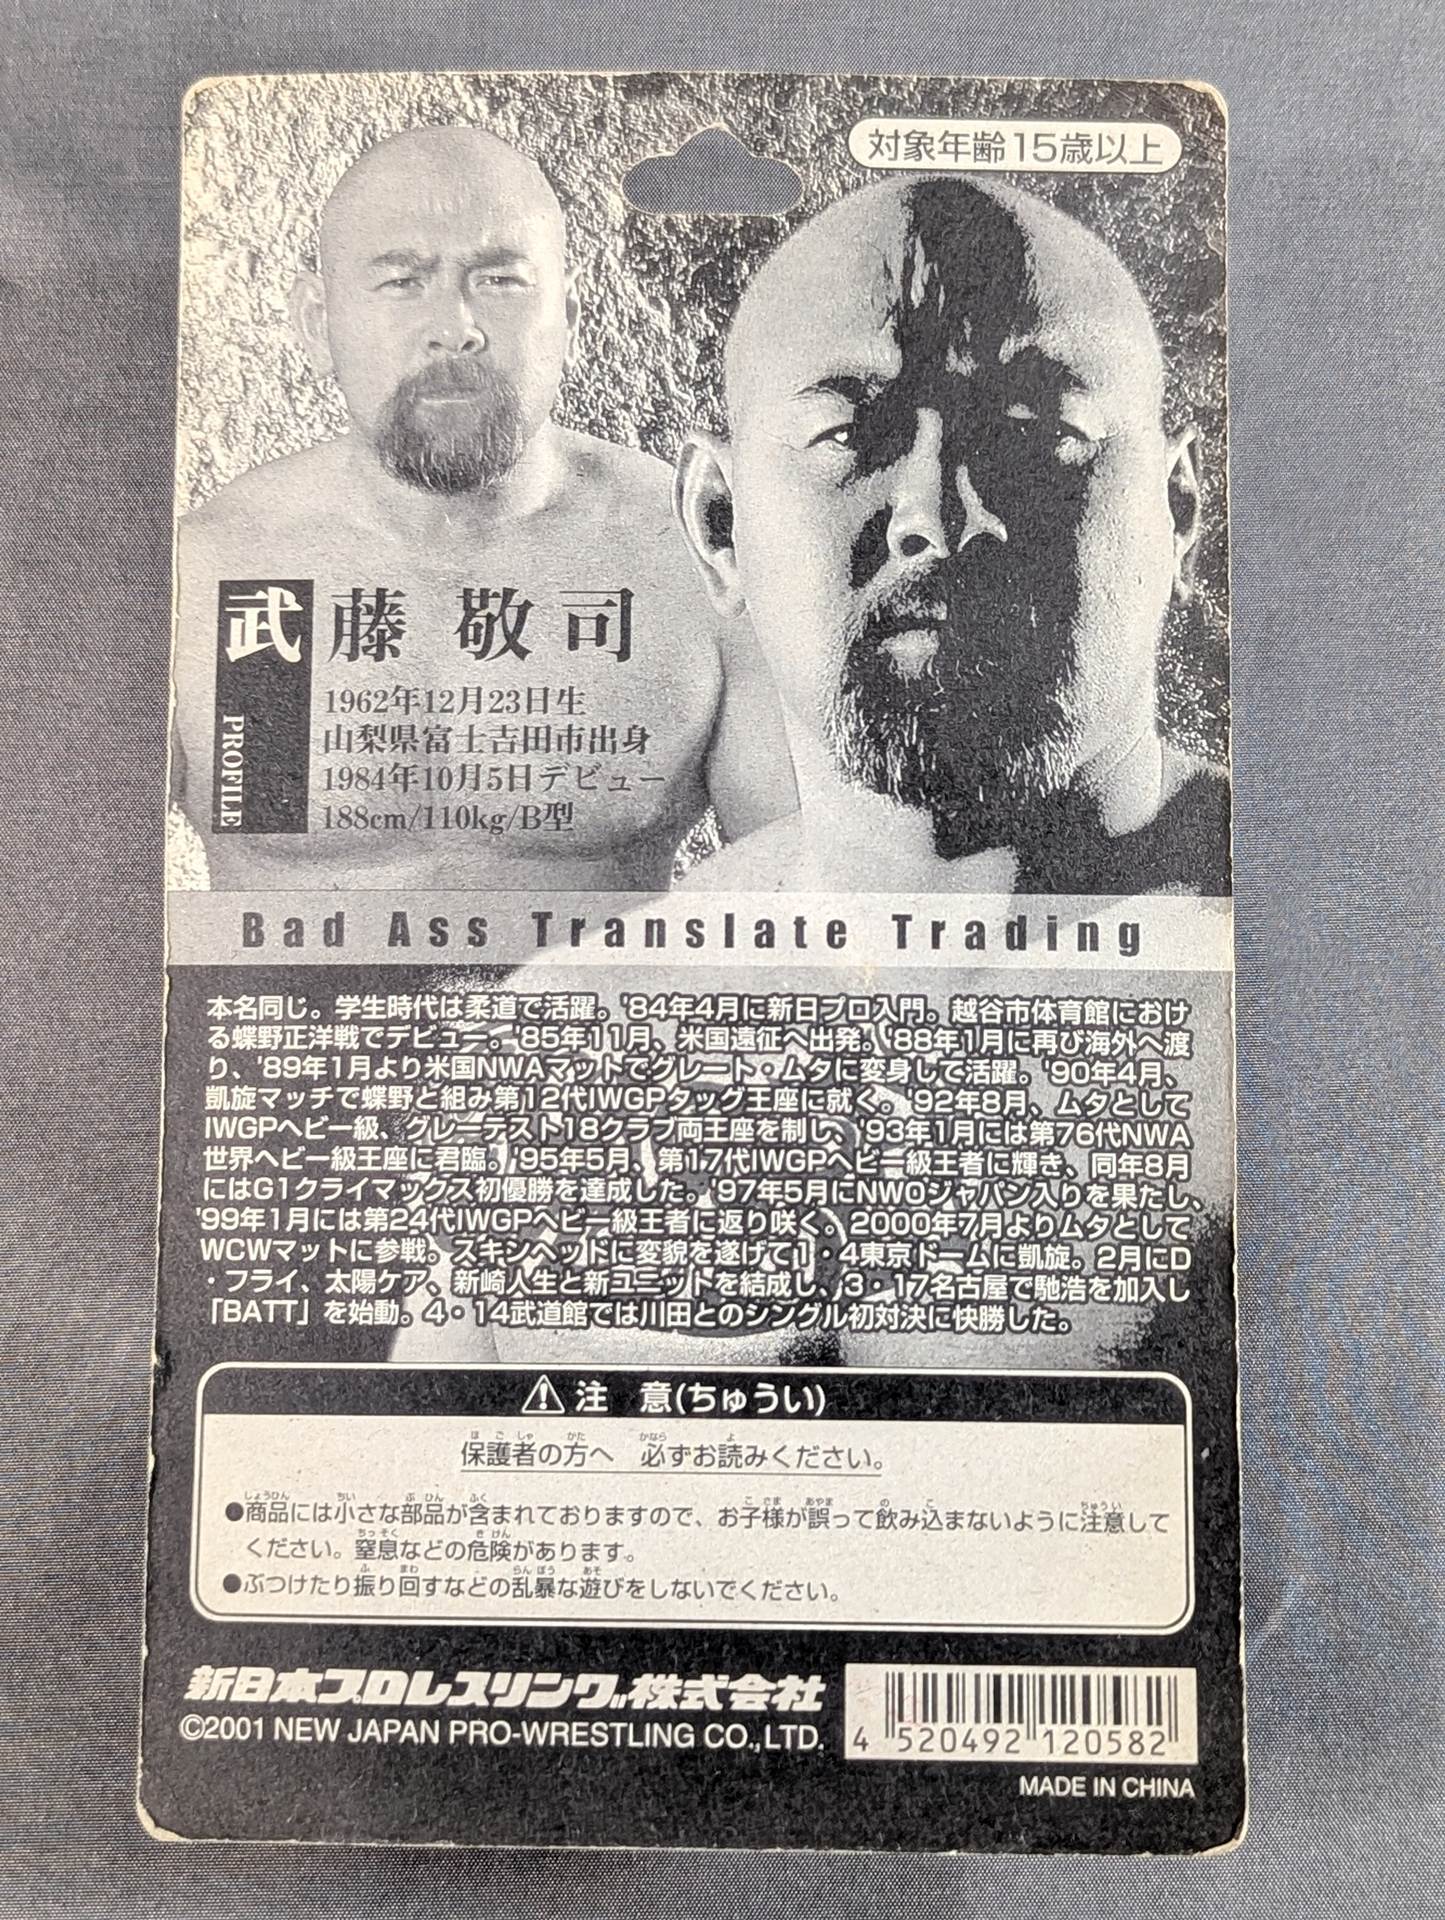 対象年齢15歳以上
武藤 敬司
PROFILE
1962年12月23日生
山梨県富士吉田市出身
1984年10月5日デビュー
188cm/110kg/B型
Bad Ass Translate Trading
本名同じ。学生時代は柔道で活躍。'84年4月に新日プロ入門。越谷市体育館におけ
る蝶野正洋戦でデビュー。'85年11月、米国遠征へ出発。'88年1月に再び海外へ渡
り、'89年1月より米国NWAマットでグレート・ムタに変身して活躍。'90年4月、
凱旋マッチで蝶野と組み第12代IWGPタッグ王座に就く。'92年8月、ムタとして
IWGPヘビー級、グレーテスト18クラブ両王座を制し、'93年1月には第76代NWA
世界ヘビー級王座に君臨。'95年5月、第17代IWGPヘビー級王者に輝き、同年8月
にはG1クライマックス初優勝を達成した。'97年5月にNWOジャパン入りを果たし、
'99年1月には第24代IWGPヘビー級王者に返り咲く。2000年7月よりムタとして
WCWマットに参戦。スキンヘッドに変貌を遂げて1・4東京ドームに凱旋。2月にD
・フライ、太陽ケア、新崎人生と新ユニットを結成し、3・17名古屋で馳浩を加入し
「BATT」を始動。4・14武道館では川田とのシングル初対決に快勝した。
⚠注 意(ちゅうい)
保護者の方へ 必ずお読みください。
●商品には小さな部品が含まれておりますので、お子様が誤って飲み込まないように注意して
ください。窒息などの危険があります。
●ぶつけたり振り回すなどの乱暴な遊びをしないでください。
新日本プロレスリング株式会社
©2001 NEW JAPAN PRO-WRESTLING CO.,LTD.
4 520492 120582
MADE IN CHINA